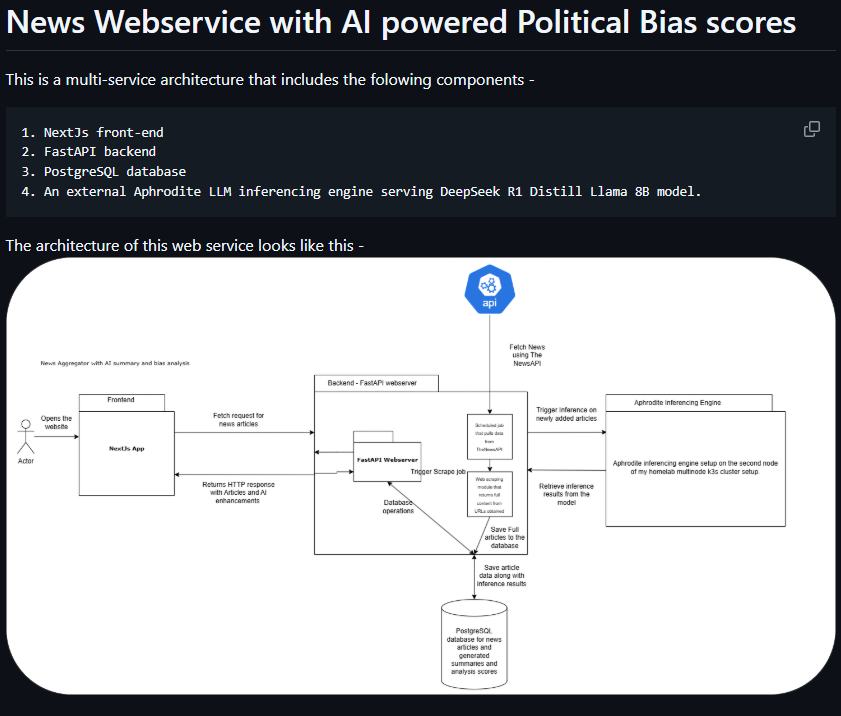 News Webservice with AI powered Political Bias scores
This is a multi-service architecture that includes the folowing components -
1. NextJs front-end
2. FastAPI backend
3. PostgreSQL database
4. An external Aphrodite LLM inferencing engine serving DeepSeek R1 Distill Llama 8B model.
The architecture of this web service looks like this -
api
Fetch News
using The
NewsAPI
News Aggregator with AI summary and bias analysis
Opens the
website
Actor
Frontend
NextJs App
Fetch request for
news articles
Returns HTTP response
with Articles and AI
enhancements
Backend - FastAPI webserver
FastAPI Webserver
Trigger Scrape job
Database
operations
Scheduled job
that pulls data
from
TheNewsAPI
Web scraping
module that
returns full
content from
URLs obtained
Save Full
articles to the
database
Trigger Inference on
newly added articles
Retrieve inference
results from the
model
Aphrodite Inferencing Engine
Aphrodite inferencing engine setup on the second node
of my homelab multinode k3s cluster setup.
Save article
data along with
inference results
PostgreSQL
database for news
articles and
generated
summaries and
analysis scores